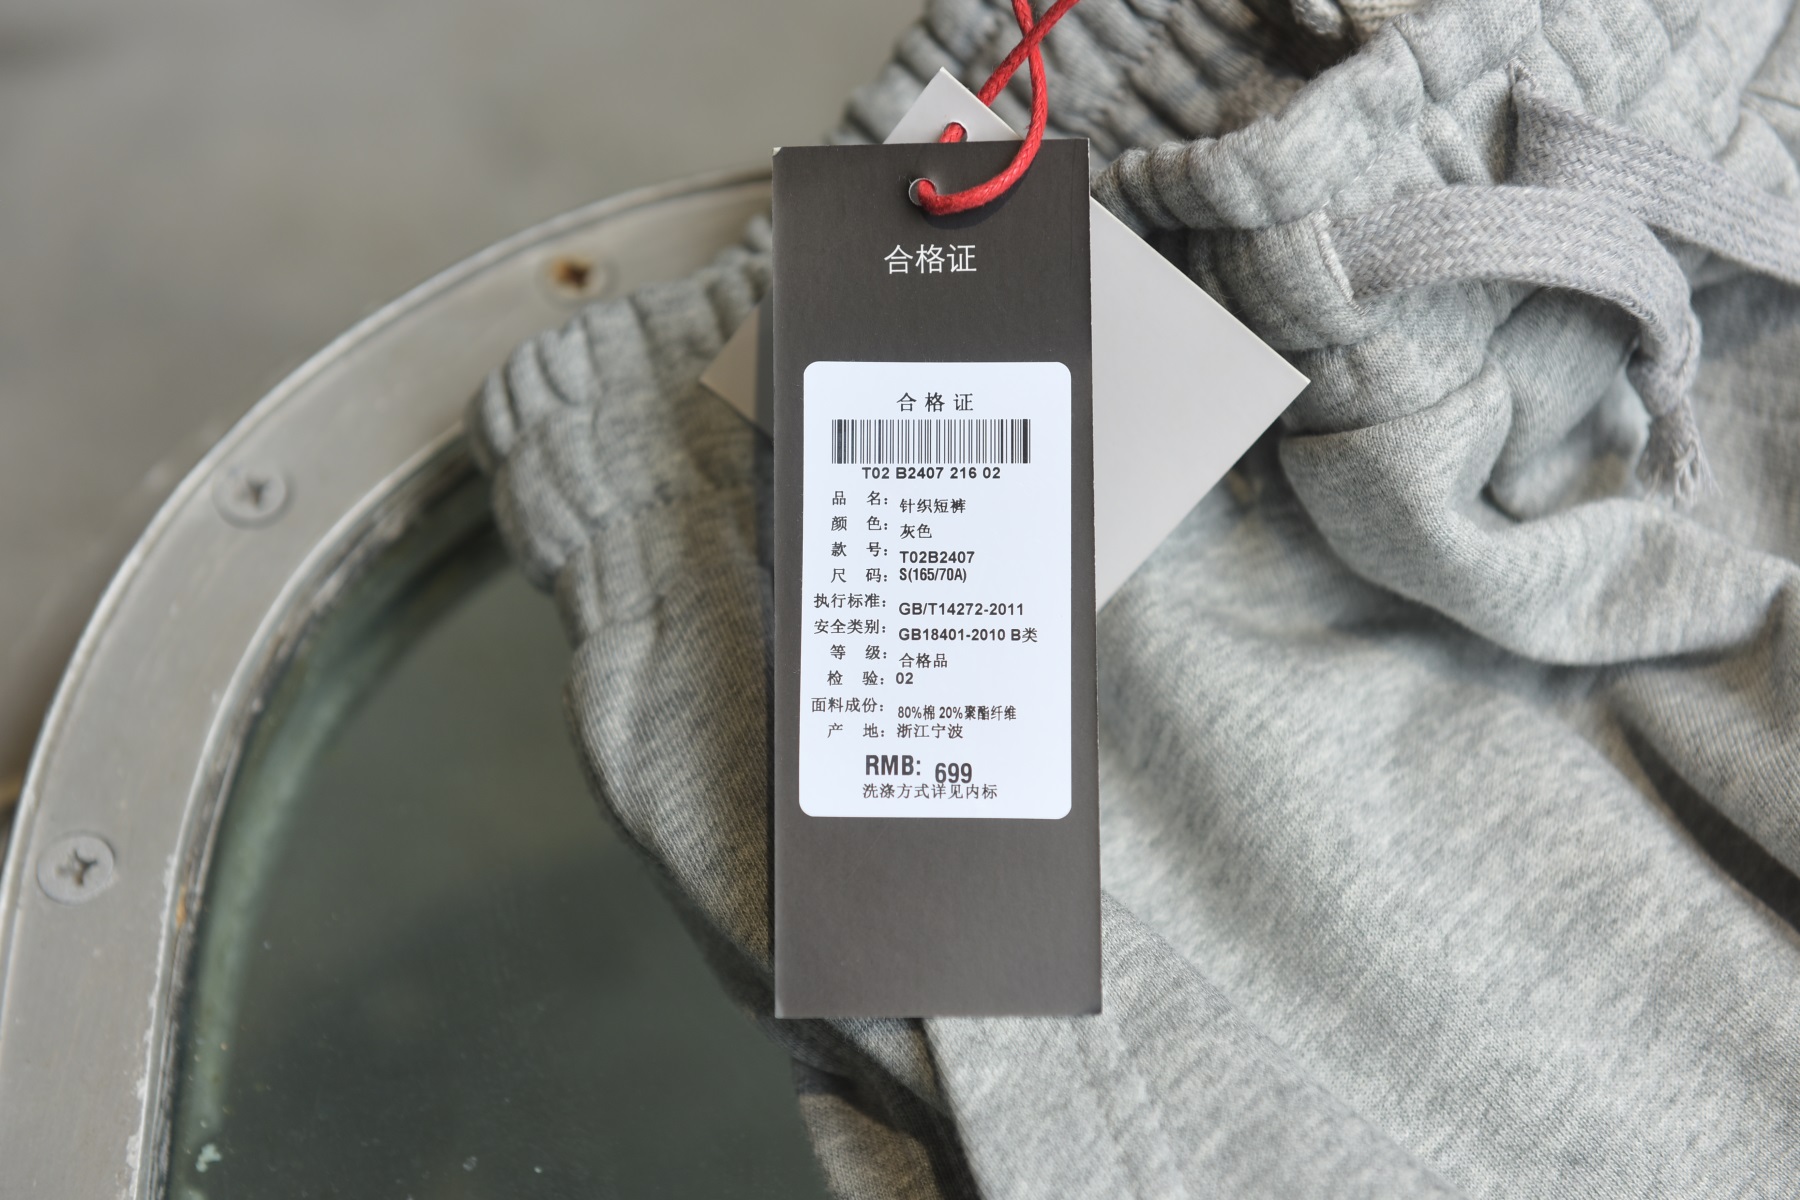 合格证
合格证
T02 B2407 216 02
品 名：针织短裤
颜 色：灰色
款 号：T02B2407
尺 码：S(165/70A)
执行标准：GB/T14272-2011
安全类别：GB18401-2010 B类
等 级：合格品
检 验：02
面料成份：80%棉 20%聚酯纤维
产 地：浙江宁波
RMB: 699
洗涤方式详见内标